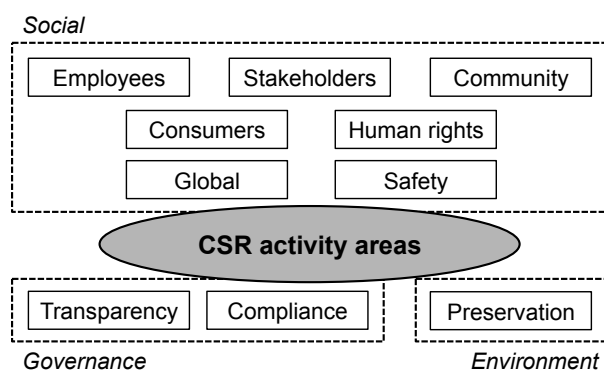 Social
Employees Stakeholders Community
Consumers Human rights
Global Safety
CSR activity areas
Transparency Compliance Preservation
Governance Environment